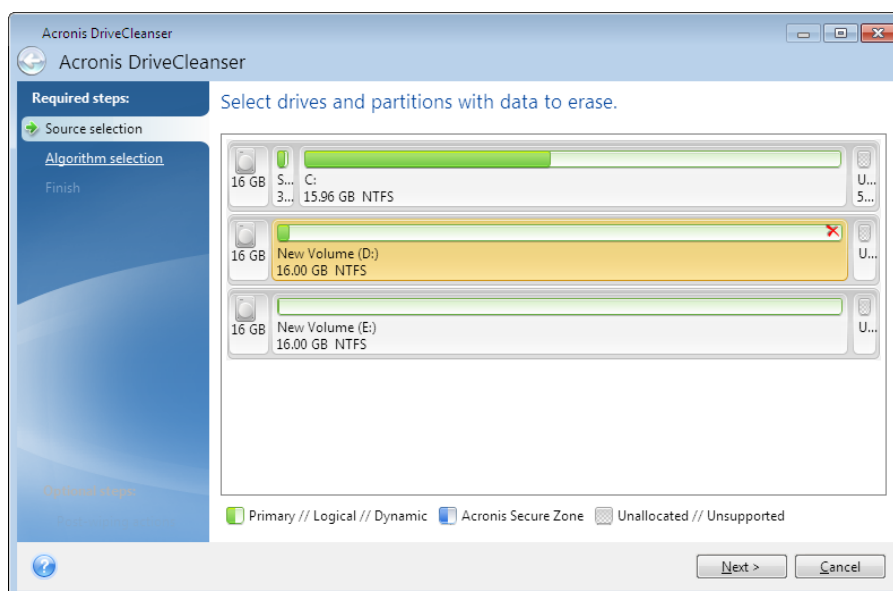 Acronis DriveCleanser
Acronis DriveCleanser
Required steps:
Source selection
Algorithm selection
Finish
Select drives and partitions with data to erase.
16 GB
S...
3...
C:
15.96 GB NTFS
U...
5...
16 GB
New Volume (D:)
16.00 GB NTFS
U...
16 GB
New Volume (E:)
16.00 GB NTFS
U...
Optional steps:
Primary // Logical // Dynamic
Acronis Secure Zone
Unallocated // Unsupported
?
Next >
Cancel